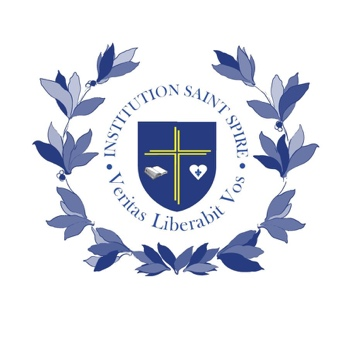 INSTITUTION SAINT SPIRE
Veritas Liberabit Vos